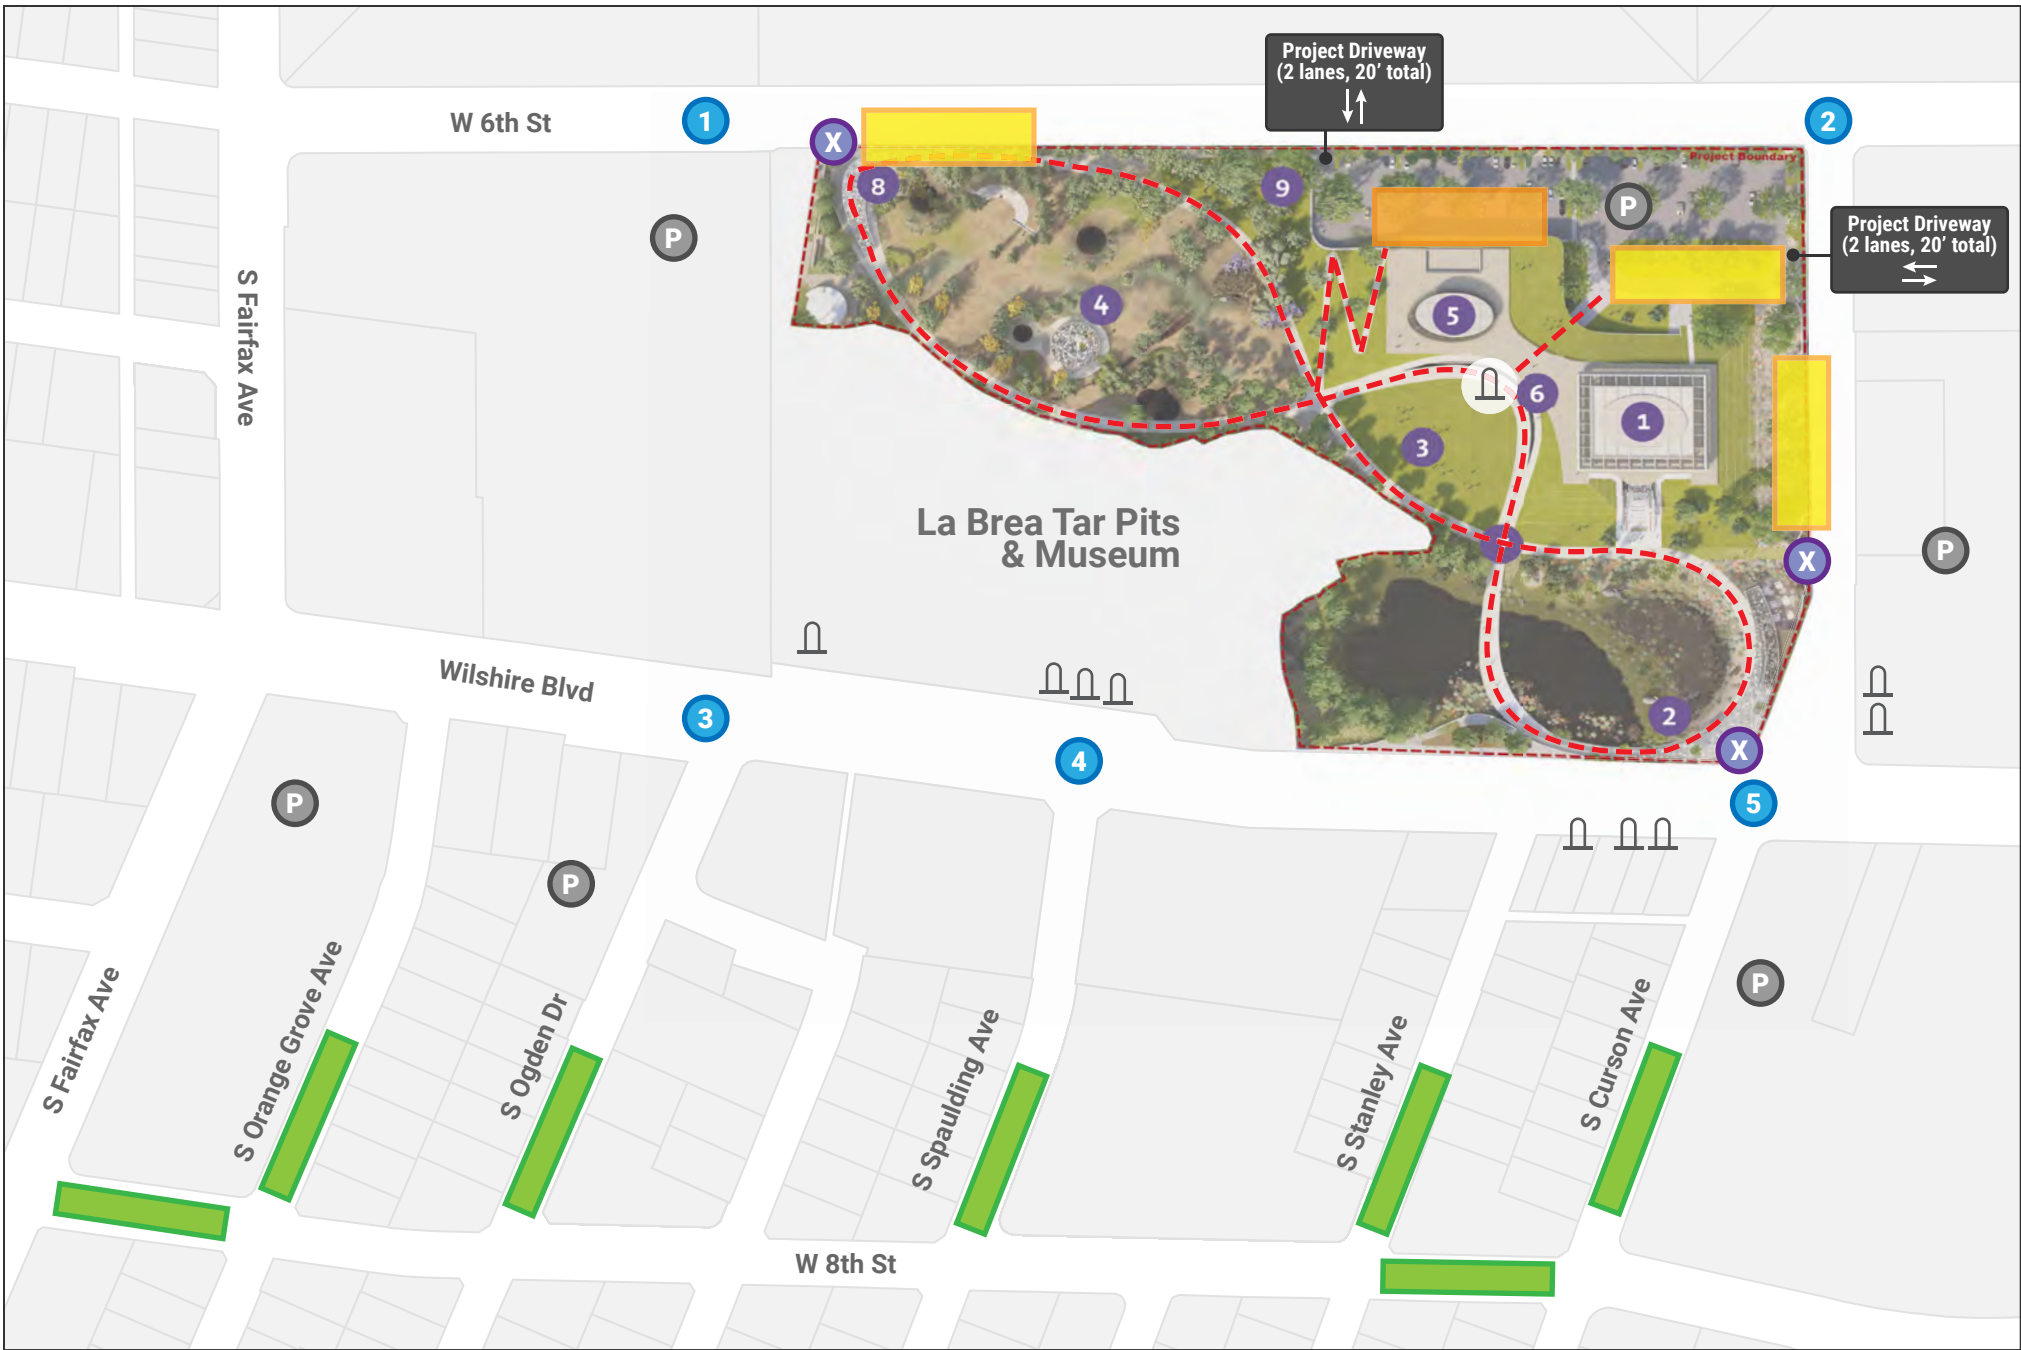 Project Driveway
(2 lanes, 20’ total)
W 6th St
1
2
X
Project Boundary
8
9
P
P
Project Driveway
(2 lanes, 20’ total)
S Fairfax Ave
4
5
6
1
3
La Brea Tar Pits
& Museum
P
X
Wilshire Blvd
3
2
X
4
5
P
P
P
S Fairfax Ave
S Orange Grove Ave
S Ogden Dr
S Spaulding Ave
S Stanley Ave
S Curson Ave
W 8th St